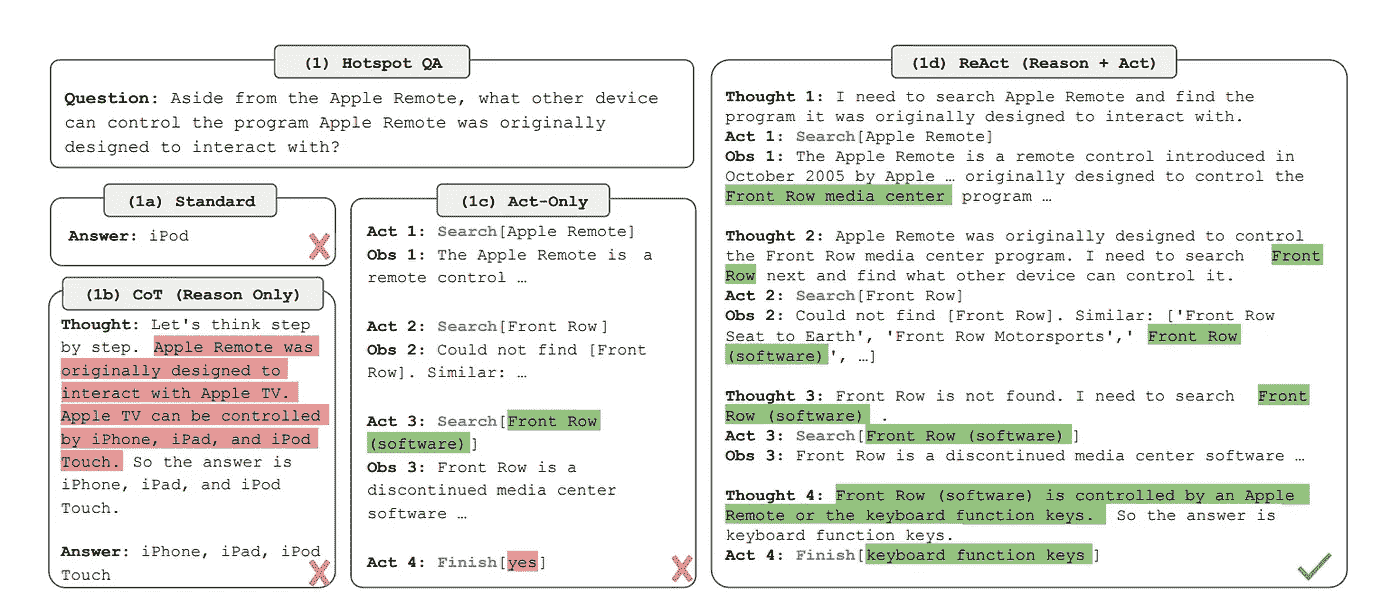 (1) Hotspot QA
Question: Aside from the Apple Remote, what other device
can control the program Apple Remote was originally
designed to interact with?
(1a) Standard
Answer: iPod
(1b) CoT (Reason Only)
Thought: Let's think step
by step. Apple Remote was
originally designed to
interact with Apple TV.
Apple TV can be controlled
by iPhone, iPad, and iPod
Touch. So the answer is
iPhone, iPad, and iPod
Touch.
Answer: iPhone, iPad, iPod
Touch
(1c) Act-Only
Act 1: Search[Apple Remote]
Obs 1: The Apple Remote is a
remote control …
Act 2: Search[Front Row]
Obs 2: Could not find [Front
Row]. Similar: …
Act 3: Search[Front Row
(software)]
Obs 3: Front Row is a
discontinued media center
software …
Act 4: Finish[yes]
(1d) ReAct (Reason + Act)
Thought 1: I need to search Apple Remote and find the
program it was originally designed to interact with.
Act 1: Search[Apple Remote]
Obs 1: The Apple Remote is a remote control introduced in
October 2005 by Apple … originally designed to control the
Front Row media center program …
Thought 2: Apple Remote was originally designed to control
the Front Row media center program. I need to search Front
Row next and find what other device can control it.
Act 2: Search[Front Row]
Obs 2: Could not find [Front Row]. Similar: ['Front Row
Seat to Earth', 'Front Row Motorsports',' Front Row
(software)', …]
Thought 3: Front Row is not found. I need to search Front
Row (software) .
Act 3: Search[Front Row (software)]
Obs 3: Front Row is a discontinued media center software …
Thought 4: Front Row (software) is controlled by an Apple
Remote or the keyboard function keys. So the answer is
keyboard function keys.
Act 4: Finish[keyboard function keys]